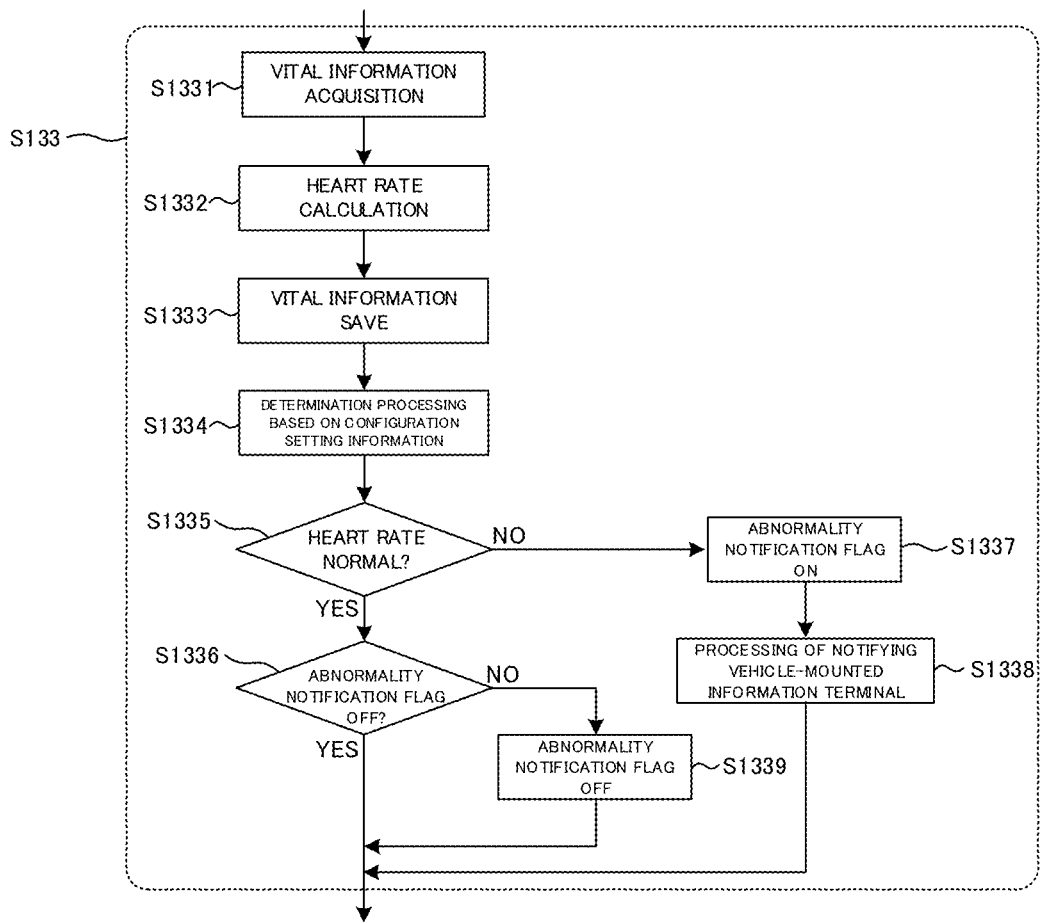 S133
S1331
VITAL INFORMATION
ACQUISITION
S1332
HEART RATE
CALCULATION
S1333
VITAL INFORMATION
SAVE
S1334
DETERMINATION PROCESSING
BASED ON CONFIGURATION
SETTING INFORMATION
S1335
HEART RATE
NORMAL?
NO
YES
ABNORMALITY
NOTIFICATION FLAG
ON
S1337
PROCESSING OF NOTIFYING
VEHICLE-MOUNTED
INFORMATION TERMINAL
S1338
S1336
ABNORMALITY
NOTIFICATION FLAG
OFF?
NO
YES
ABNORMALITY
NOTIFICATION FLAG
OFF
S1339